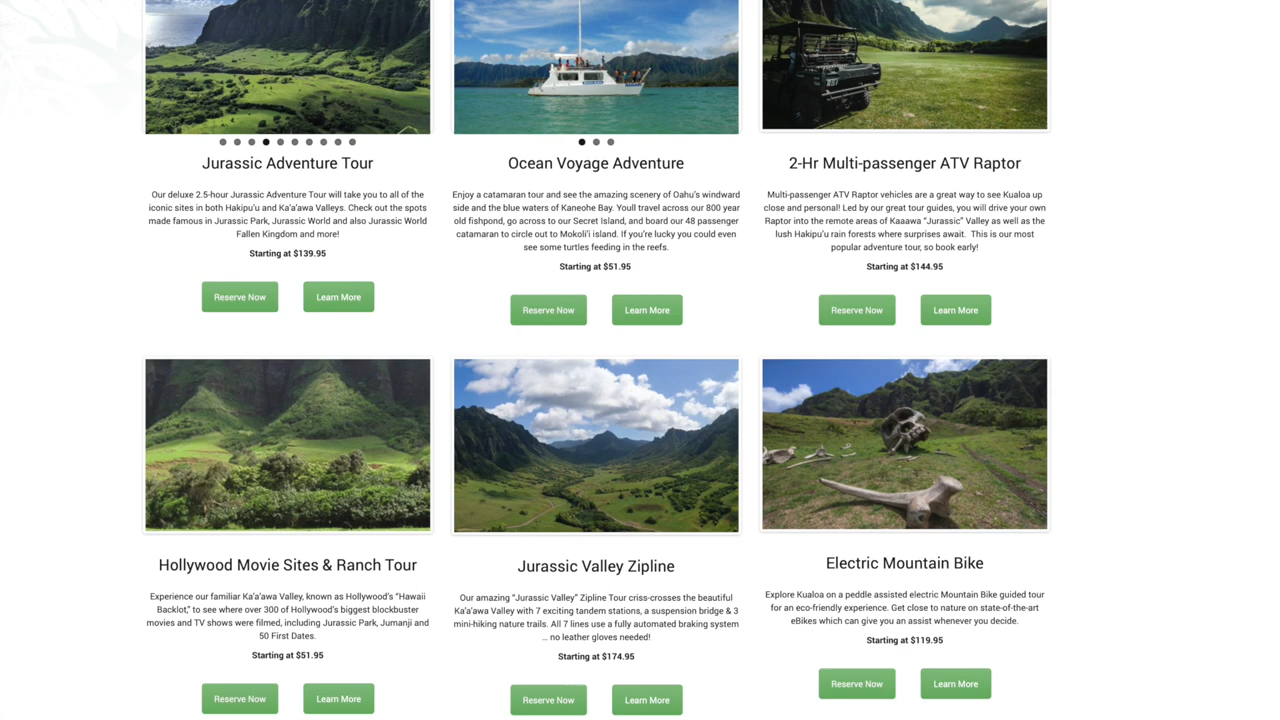 Jurassic Adventure Tour
Our deluxe 2.5-hour Jurassic Adventure Tour will take you to all of the
iconic sites in both Hakipu'u and Ka'a'awa Valleys. Check out the spots
made famous in Jurassic Park, Jurassic World and also Jurassic World
Fallen Kingdom and more!
Starting at $139.95
Reserve Now
Learn More
Ocean Voyage Adventure
Enjoy a catamaran tour and see the amazing scenery of Oahu's windward
side and the blue waters of Kaneohe Bay. Youll travel across our 800 year
old fishpond, go across to our Secret Island, and board our 48 passenger
catamaran to circle out to Mokoli'i island. If you're lucky you could even
see some turtles feeding in the reefs.
Starting at $51.95
Reserve Now
Learn More
2-Hr Multi-passenger ATV Raptor
Multi-passenger ATV Raptor vehicles are a great way to see Kualoa up
close and personal! Led by our great tour guides, you will drive your own
Raptor into the remote areas of Kaaawa "Jurassic" Valley as well as the
lush Hakipu'u rain forests where surprises await. This is our most
popular adventure tour, so book early!
Starting at $144.95
Reserve Now
Learn More
Hollywood Movie Sites & Ranch Tour
Experience our familiar Ka'a'awa Valley, known as Hollywood's "Hawaii
Backlot," to see where over 300 of Hollywood's biggest blockbuster
movies and TV shows were filmed, including Jurassic Park, Jumanji and
50 First Dates.
Starting at $51.95
Reserve Now
Learn More
Jurassic Valley Zipline
Our amazing "Jurassic Valley" Zipline Tour criss-crosses the beautiful
Ka'a'awa Valley with 7 exciting tandem stations, a suspension bridge & 3
mini-hiking nature trails. All 7 lines use a fully automated braking system
... no leather gloves needed!
Starting at $174.95
Reserve Now
Learn More
Electric Mountain Bike
Explore Kualoa on a peddle assisted electric mountain Bike guided tour
for an eco-friendly experience. Get close to nature on state-of-the-art
eBikes which can give you an assist whenever you decide.
Starting at $119.95
Reserve Now
Learn More